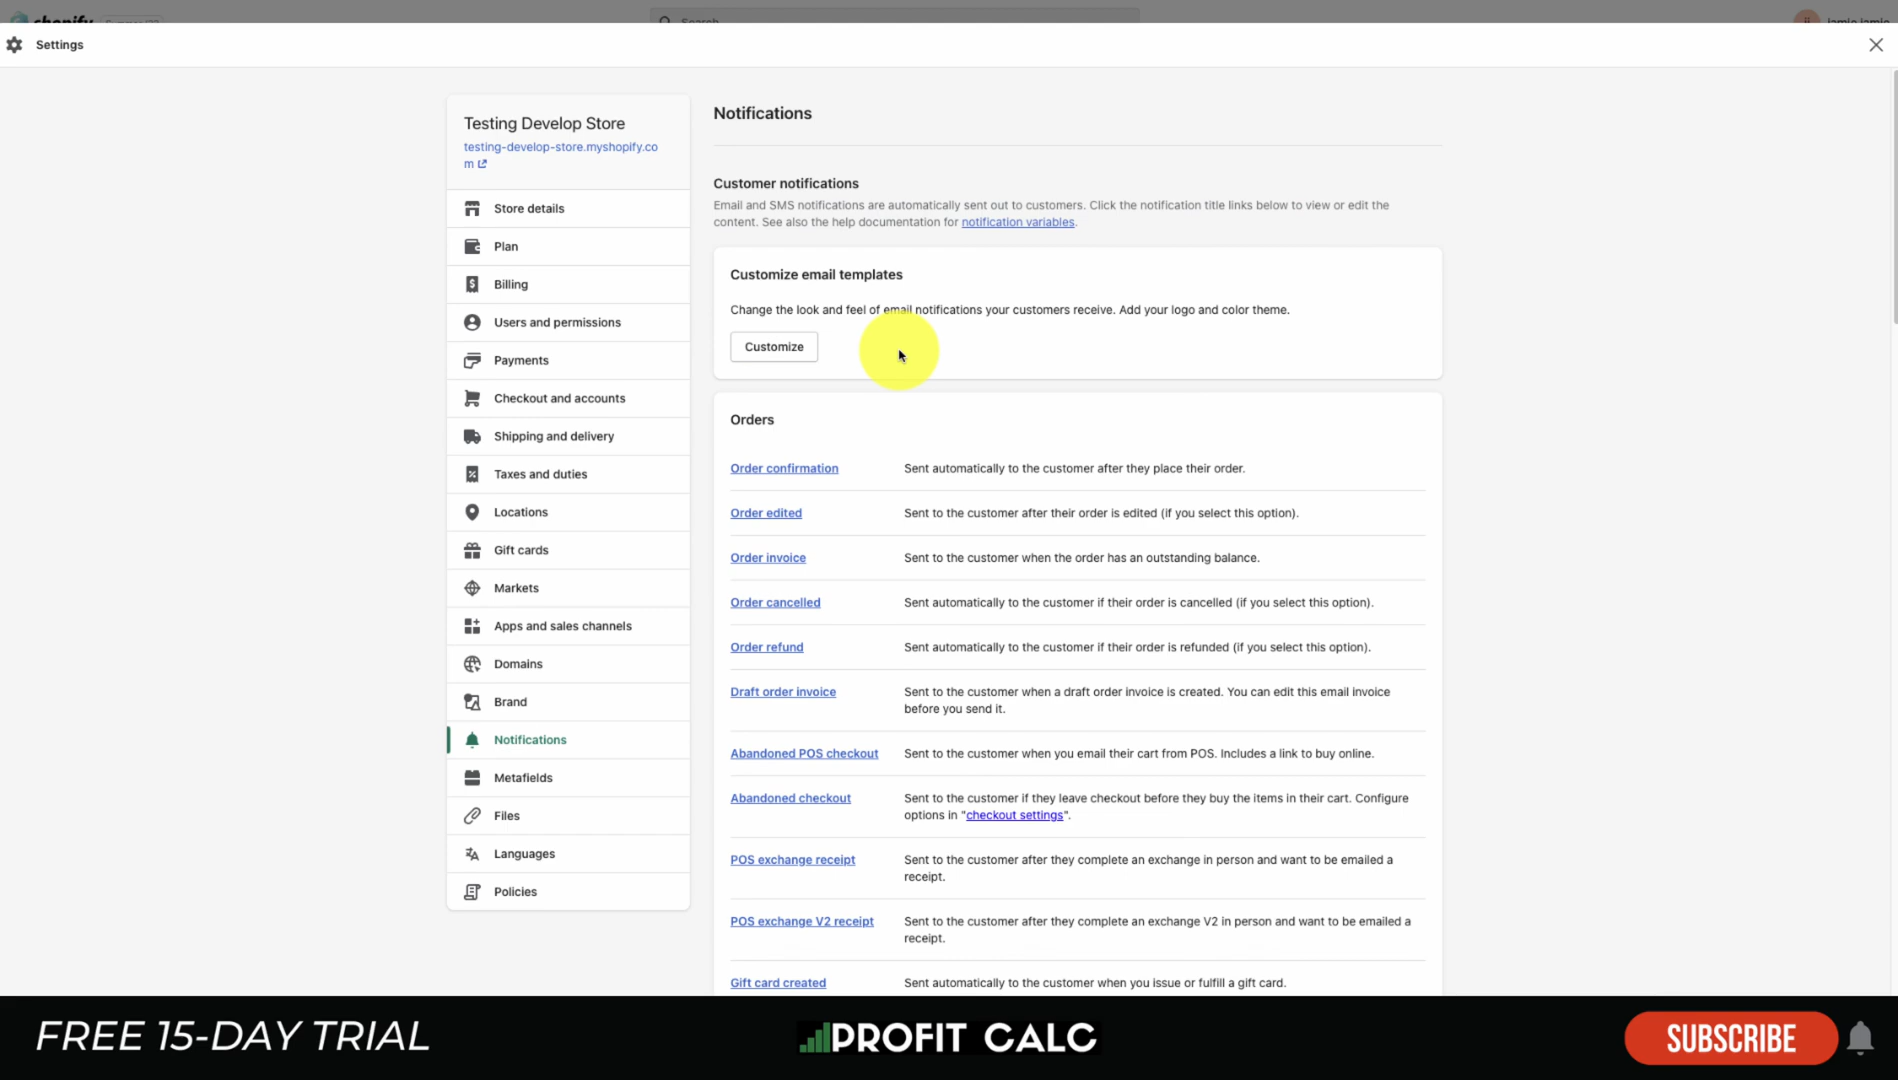 shopify
Search
jamie jamie
Settings
Testing Develop Store
testing-develop-store.myshopify.co
m
Store details
Plan
Billing
Users and permissions
Payments
Checkout and accounts
Shipping and delivery
Taxes and duties
Locations
Gift cards
Markets
Apps and sales channels
Domains
Brand
Notifications
Metafields
Files
Languages
Policies
Notifications
Customer notifications
Email and SMS notifications are automatically sent out to customers. Click the notification title links below to view or edit the
content. See also the help documentation for notification variables.
Customize email templates
Change the look and feel of email notifications your customers receive. Add your logo and color theme.
Customize
Orders
Order confirmation Sent automatically to the customer after they place their order.
Order edited Sent to the customer after their order is edited (if you select this option).
Order invoice Sent to the customer when the order has an outstanding balance.
Order cancelled Sent automatically to the customer if their order is cancelled (if you select this option).
Order refund Sent automatically to the customer if their order is refunded (if you select this option).
Draft order invoice Sent to the customer when a draft order invoice is created. You can edit this email invoice
before you send it.
Abandoned POS checkout Sent to the customer when you email their cart from POS. Includes a link to buy online.
Abandoned checkout Sent to the customer if they leave checkout before they buy the items in their cart. Configure
options in "checkout settings".
POS exchange receipt Sent to the customer after they complete an exchange in person and want to be emailed a
receipt.
POS exchange V2 receipt Sent to the customer after they complete an exchange V2 in person and want to be emailed a
receipt.
Gift card created Sent automatically to the customer when you issue or fulfill a gift card.
FREE 15-DAY TRIAL
PROFIT CALC
SUBSCRIBE